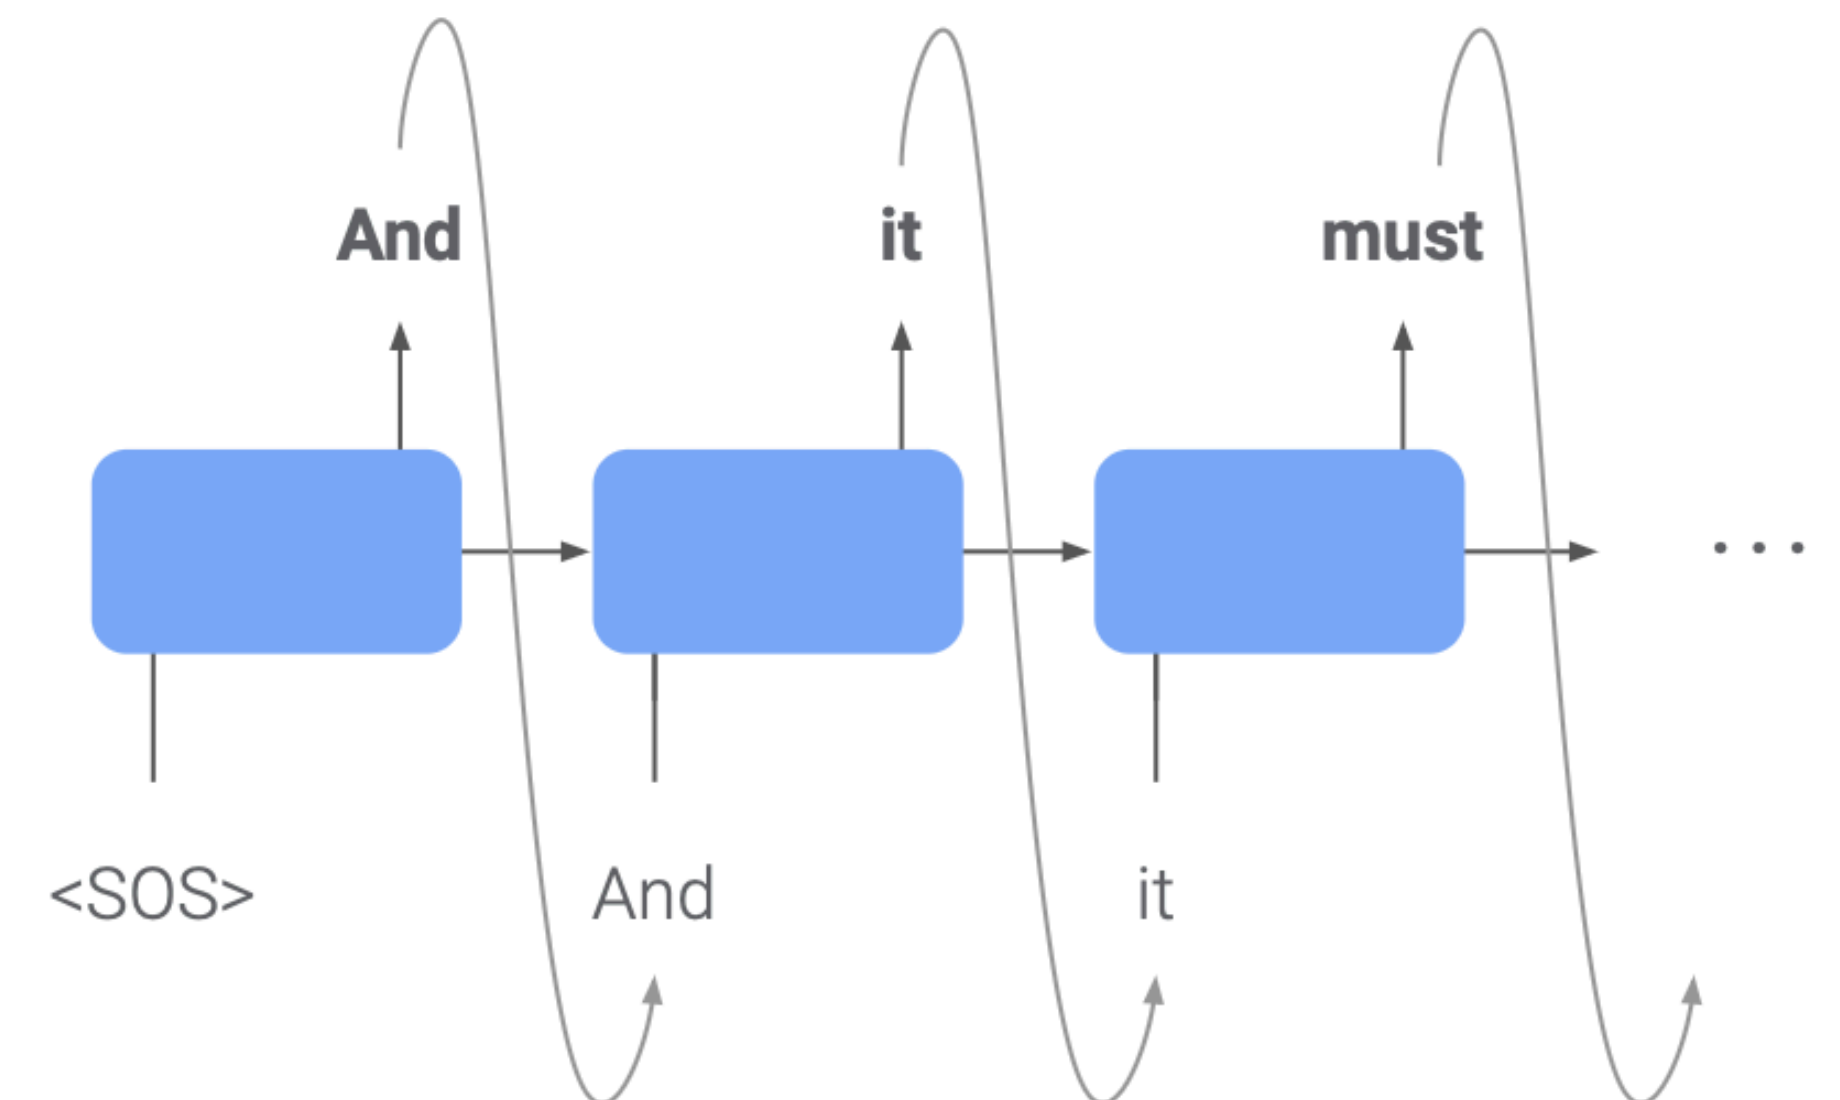 And it must
. . .
<SOS> And it